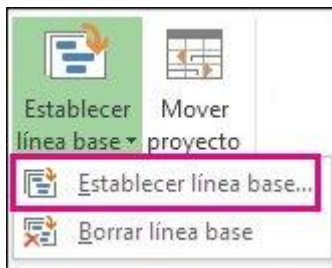 Establecer
línea base
Mover
proyecto
Establecer línea base...
Borrar línea base